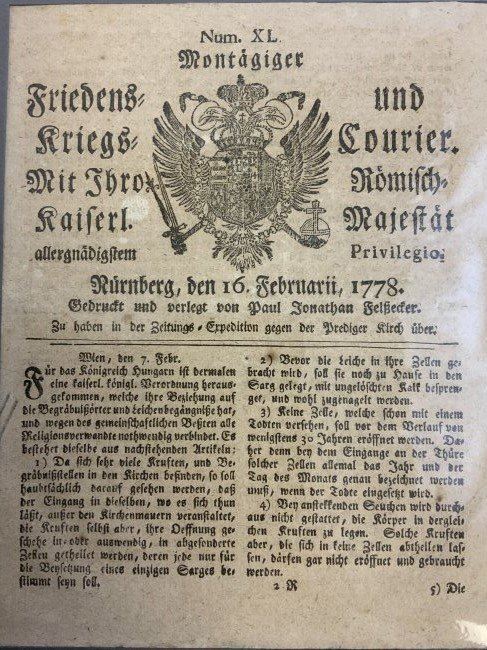 Num. XL.
Montägiger
Friedens- und
Kriegs- Courier.
Mit Ihro Römisch-
Kaiserl. Majestät
allergnädigstem Privilegio.
Nürnberg, den 16. Februarii, 1778.
Gedruckt und verlegt von Paul Jonathan Felßecker.
Zu haben in der Zeitungs-Expedition gegen der Prediger Kirch über.
Wien, den 7. Febr.
Für das Königreich Hungarn ist dermalen
eine kaiserl. königl. Verordnung heraus-
gekommen, welche ihre Beziehung auf
die Begräbnißörter und Leichenbegängniße hat,
und wegen des gemeinschaftlichen Beßten alle
Religionsverwandte nothwendig verbindet. Es
bestehet dieselbe aus nachstehenden Artikeln:
1) Da sich sehr viele Kruften, und Be-
gräbnißstellen in den Kirchen befinden, so soll
hauptsächlich darauf gesehen werden, daß
der Eingang in dieselben, wo es sich thun
läßt, außer den Kirchenmauern veranstaltet,
die Kruften selbst aber, ihre Oeffnung ge-
schehe in- oder auswendig, in abgesonderte
Zellen getheilet werden, deren jede nur für
die Beysetzung eines einzigen Sarges be-
stimmt seyn soll.
2) Bevor die Leiche in ihre Zellen ge-
bracht wird, soll sie noch zu Hause in den
Sarg gelegt, mit ungelöschten Kalk bespren-
get, und wohl zugenagelt werden.
3) Keine Zelle, welche schon mit einem
Todten versehen, soll vor dem Verlauf von
wenigstens 30 Jahren eröffnet werden. Da-
her denn bey dem Eingange an der Thüre
solcher Zellen allemal das Jahr und der
Tag des Monats genau bezeichnet werden
muß, wenn der Todte eingesetzt wird.
4) Bey ansteckenden Seuchen wird durch-
aus nicht gestattet, die Körper in derglei-
chen Kruften zu legen. Solche Kruften
aber, die sich in keine Zellen abtheilen las-
sen, dürfen gar nicht eröffnet und gebraucht
werden.
2 R 5) Die